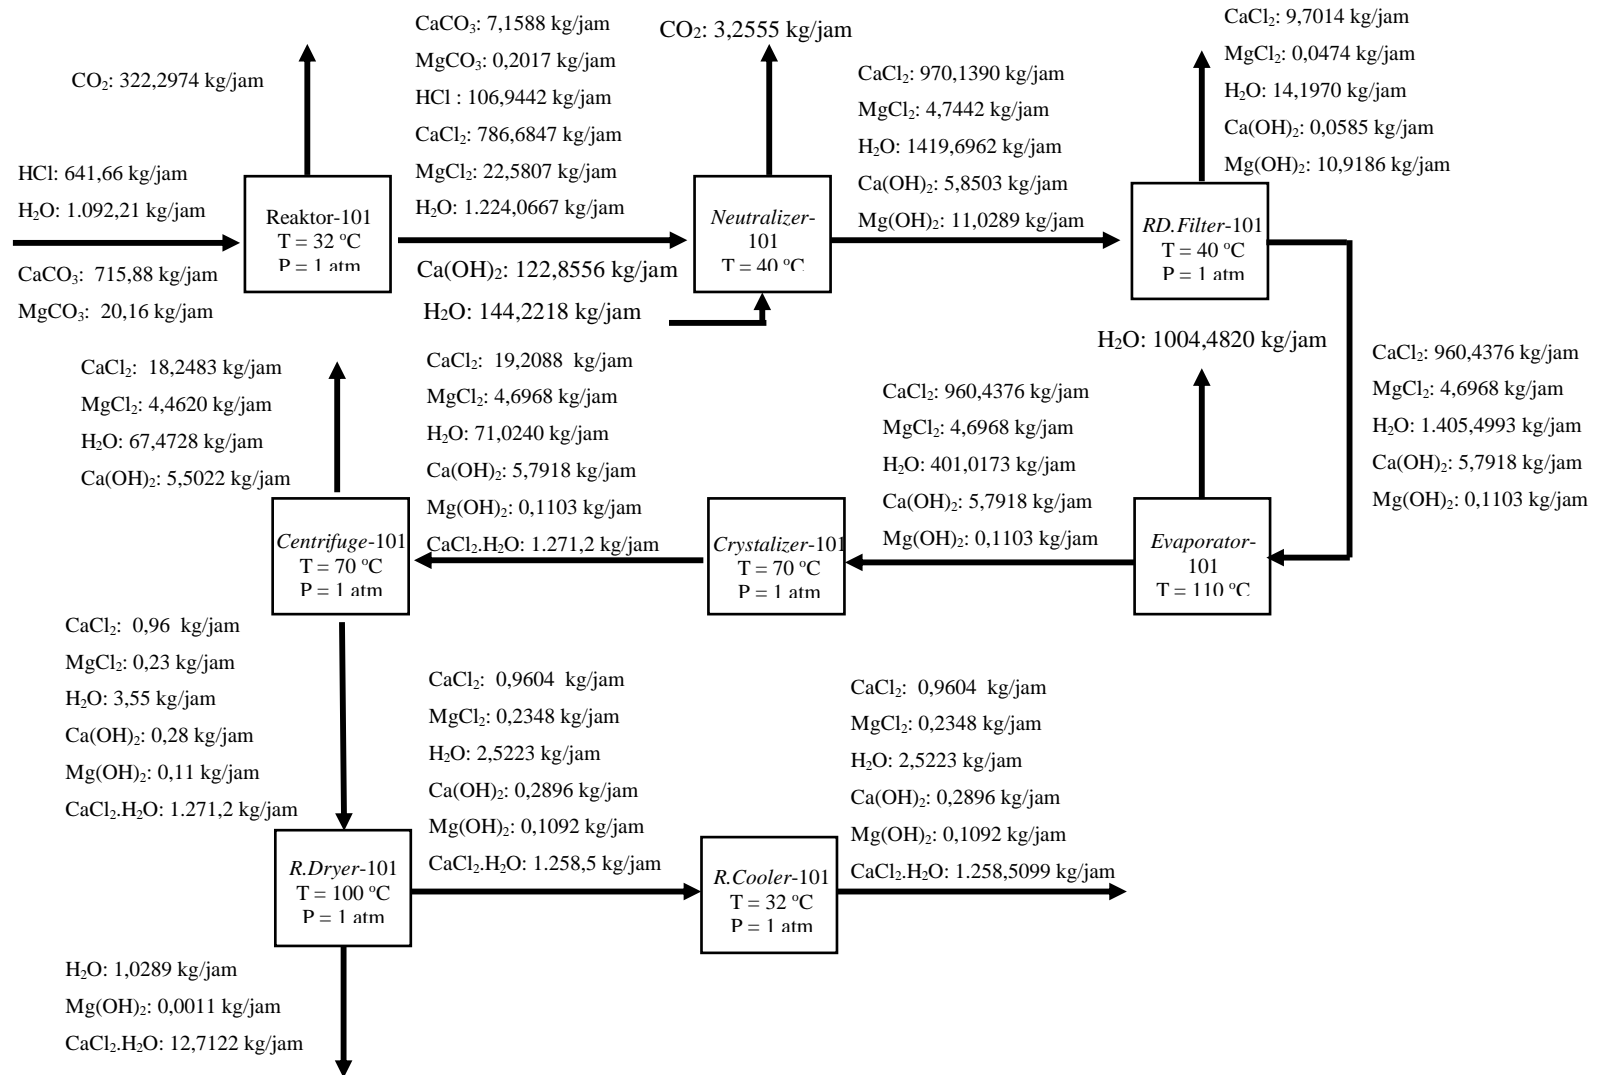 CO₂: 322,2974 kg/jam
HCl: 641,66 kg/jam
H₂O: 1.092,21 kg/jam
CaCO₃: 715,88 kg/jam
MgCO₃: 20,16 kg/jam
Reaktor-101
T = 32 °C
P = 1 atm
CaCO₃: 7,1588 kg/jam
MgCO₃: 0,2017 kg/jam
HCl : 106,9442 kg/jam
CaCl₂: 786,6847 kg/jam
MgCl₂: 22,5807 kg/jam
H₂O: 1.224,0667 kg/jam
Ca(OH)₂: 122,8556 kg/jam
H₂O: 144,2218 kg/jam
CO₂: 3,2555 kg/jam
Neutralizer-
101
T = 40 °C
CaCl₂: 970,1390 kg/jam
MgCl₂: 4,7442 kg/jam
H₂O: 1419,6962 kg/jam
Ca(OH)₂: 5,8503 kg/jam
Mg(OH)₂: 11,0289 kg/jam
CaCl₂: 9,7014 kg/jam
MgCl₂: 0,0474 kg/jam
H₂O: 14,1970 kg/jam
Ca(OH)₂: 0,0585 kg/jam
Mg(OH)₂: 10,9186 kg/jam
RD.Filter-101
T = 40 °C
P = 1 atm
CaCl₂: 960,4376 kg/jam
MgCl₂: 4,6968 kg/jam
H₂O: 1.405,4993 kg/jam
Ca(OH)₂: 5,7918 kg/jam
Mg(OH)₂: 0,1103 kg/jam
H₂O: 1004,4820 kg/jam
Evaporator-
101
T = 110 °C
CaCl₂: 960,4376 kg/jam
MgCl₂: 4,6968 kg/jam
H₂O: 401,0173 kg/jam
Ca(OH)₂: 5,7918 kg/jam
Mg(OH)₂: 0,1103 kg/jam
Crystalizer-101
T = 70 °C
P = 1 atm
CaCl₂: 19,2088 kg/jam
MgCl₂: 4,6968 kg/jam
H₂O: 71,0240 kg/jam
Ca(OH)₂: 5,7918 kg/jam
Mg(OH)₂: 0,1103 kg/jam
CaCl₂.H₂O: 1.271,2 kg/jam
CaCl₂: 18,2483 kg/jam
MgCl₂: 4,4620 kg/jam
H₂O: 67,4728 kg/jam
Ca(OH)₂: 5,5022 kg/jam
Centrifuge-101
T = 70 °C
P = 1 atm
CaCl₂: 0,96 kg/jam
MgCl₂: 0,23 kg/jam
H₂O: 3,55 kg/jam
Ca(OH)₂: 0,28 kg/jam
Mg(OH)₂: 0,11 kg/jam
CaCl₂.H₂O: 1.271,2 kg/jam
R.Dryer-101
T = 100 °C
P = 1 atm
H₂O: 1,0289 kg/jam
Mg(OH)₂: 0,0011 kg/jam
CaCl₂.H₂O: 12,7122 kg/jam
CaCl₂: 0,9604 kg/jam
MgCl₂: 0,2348 kg/jam
H₂O: 2,5223 kg/jam
Ca(OH)₂: 0,2896 kg/jam
Mg(OH)₂: 0,1092 kg/jam
CaCl₂.H₂O: 1.258,5 kg/jam
R.Cooler-101
T = 32 °C
P = 1 atm
CaCl₂: 0,9604 kg/jam
MgCl₂: 0,2348 kg/jam
H₂O: 2,5223 kg/jam
Ca(OH)₂: 0,2896 kg/jam
Mg(OH)₂: 0,1092 kg/jam
CaCl₂.H₂O: 1.258,5099 kg/jam